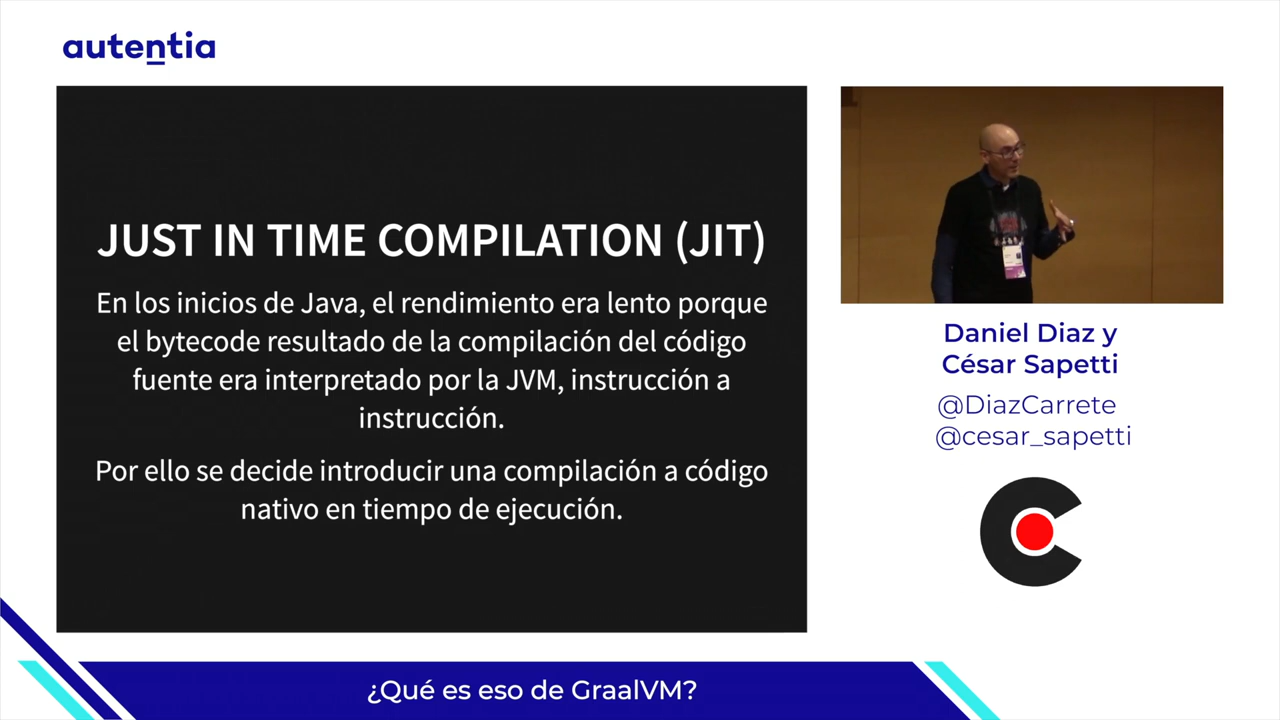 autentia
JUST IN TIME COMPILATION (JIT)
En los inicios de Java, el rendimiento era lento porque
el bytecode resultado de la compilación del código
fuente era interpretado por la JVM, instrucción a
instrucción.
Por ello se decide introducir una compilación a código
nativo en tiempo de ejecución.
Daniel Diaz y
César Sapetti
@DiazCarrete
@cesar_sapetti
¿Qué es eso de GraalVM?